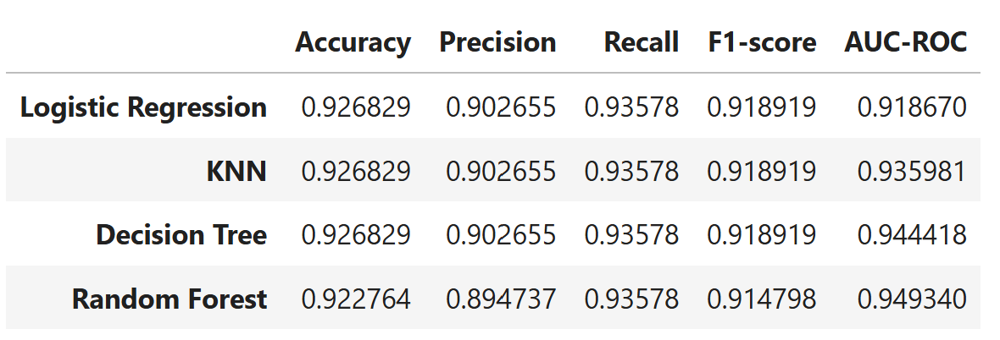 Accuracy Precision Recall F1-score AUC-ROC
Logistic Regression 0.926829 0.902655 0.93578 0.918919 0.918670
KNN 0.926829 0.902655 0.93578 0.918919 0.935981
Decision Tree 0.926829 0.902655 0.93578 0.918919 0.944418
Random Forest 0.922764 0.894737 0.93578 0.914798 0.949340